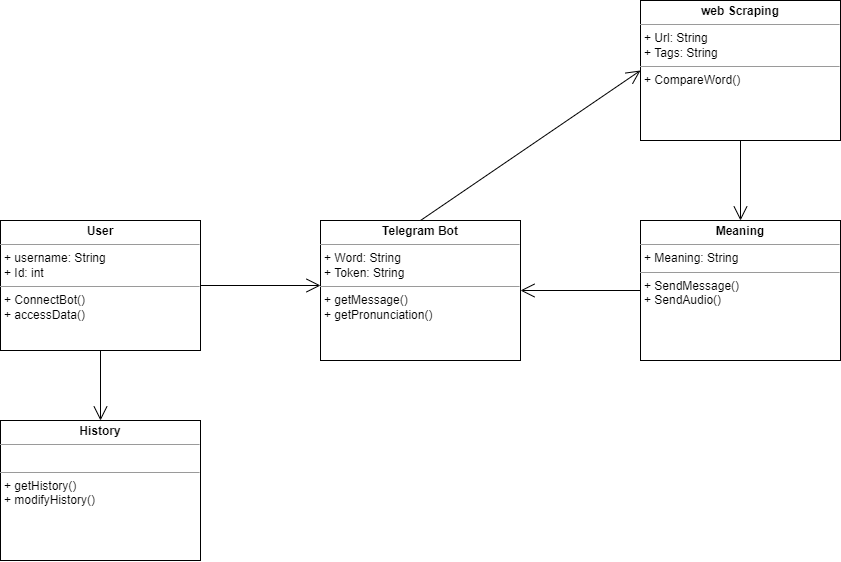 web Scraping
+ Url: String
+ Tags: String
+ CompareWord()
User
+ username: String
+ Id: int
+ ConnectBot()
+ accessData()
Telegram Bot
+ Word: String
+ Token: String
+ getMessage()
+ getPronunciation()
Meaning
+ Meaning: String
+ SendMessage()
+ SendAudio()
History
+ getHistory()
+ modifyHistory()